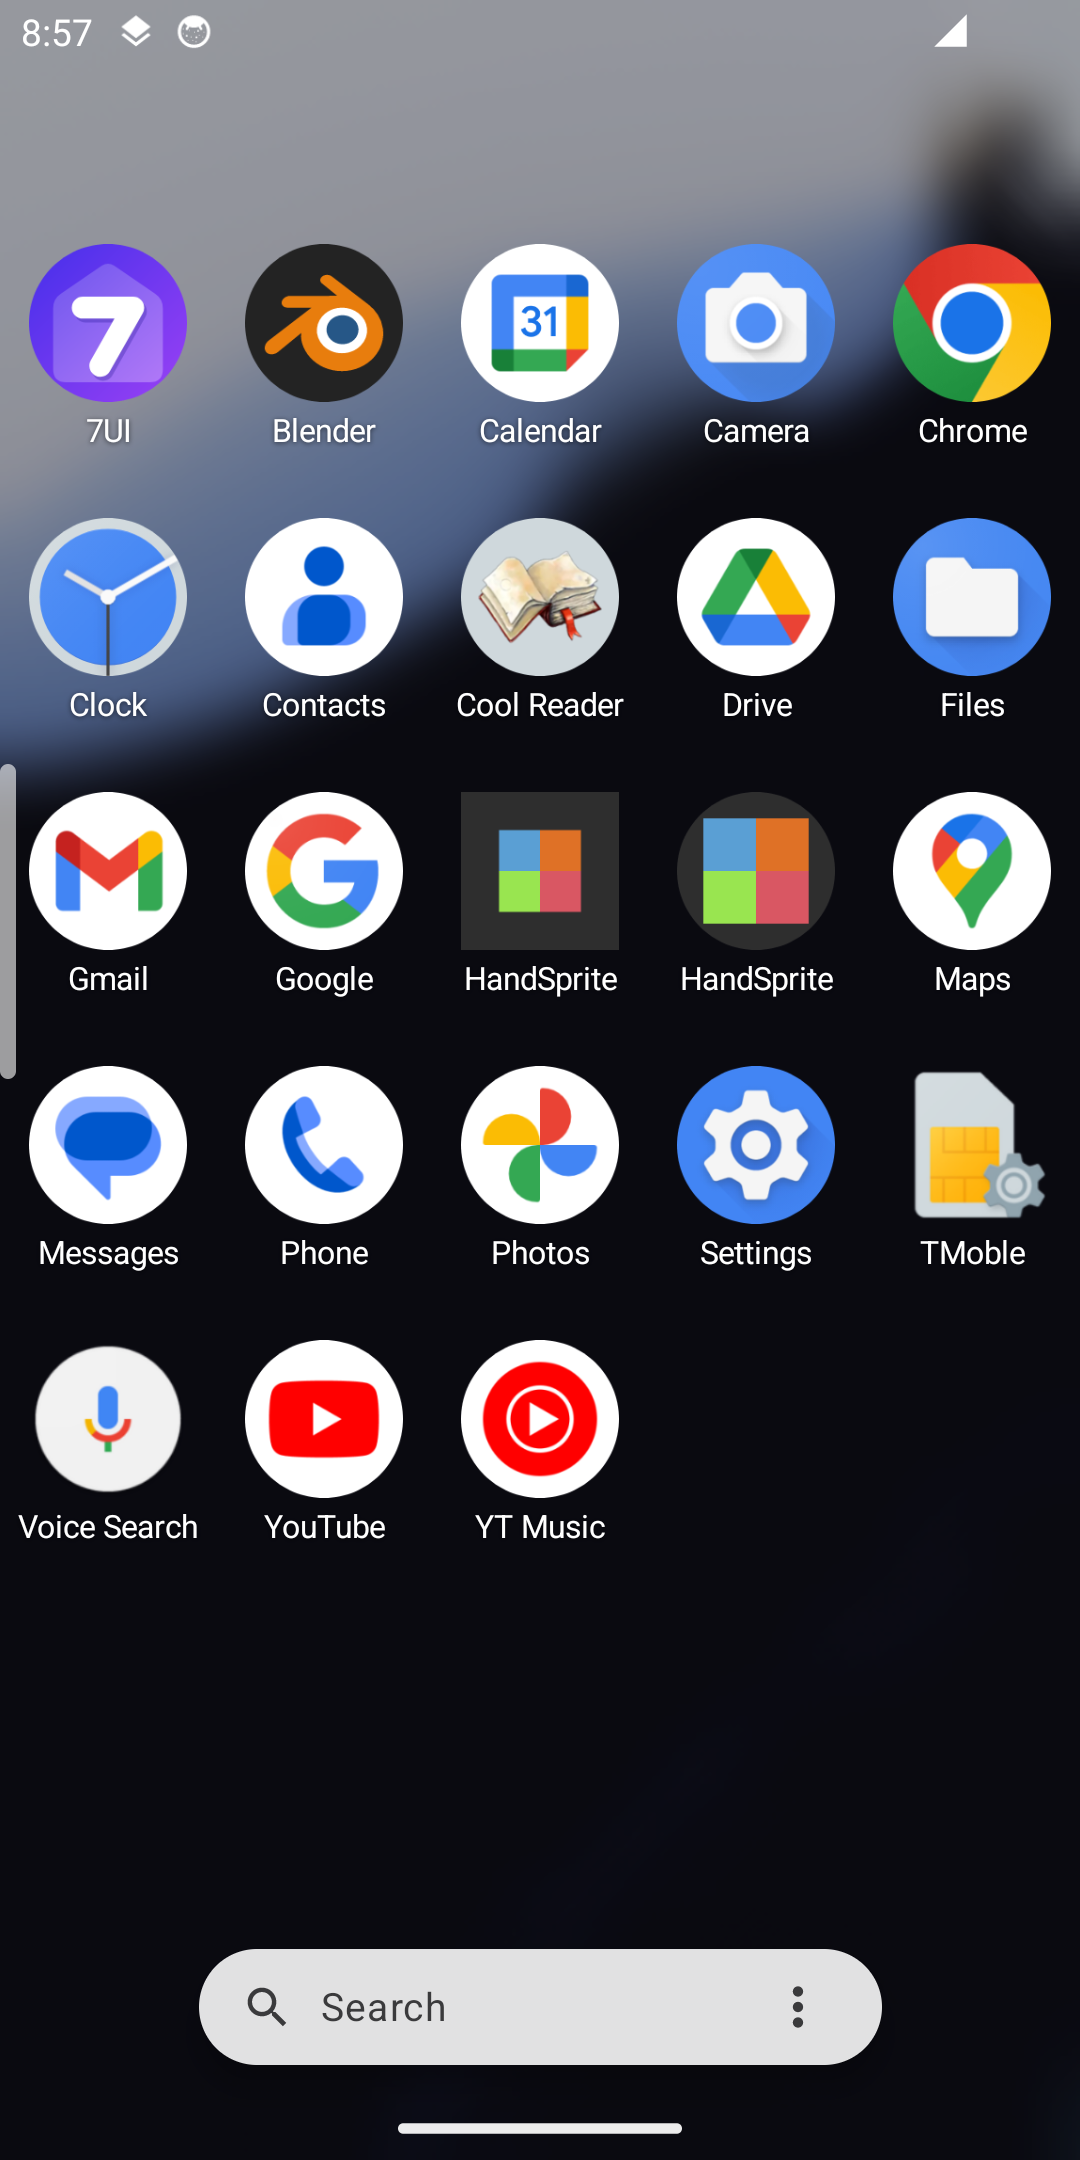 8:57
7UI Blender Calendar Camera Chrome
Clock Contacts Cool Reader Drive Files
Gmail Google HandSprite HandSprite Maps
Messages Phone Photos Settings TMoble
Voice Search YouTube YT Music
Search